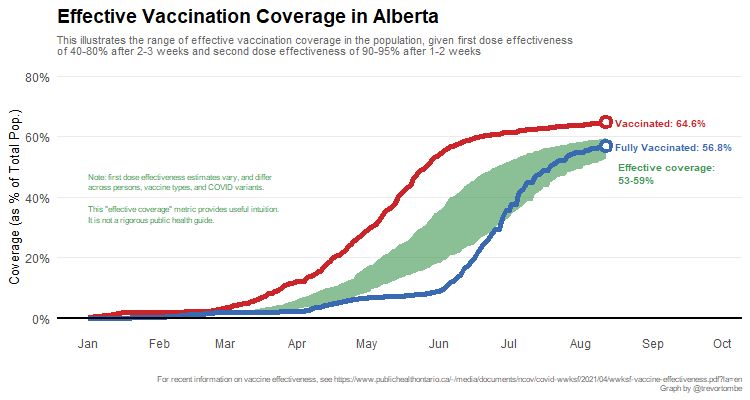 Effective Vaccination Coverage in Alberta
This illustrates the range of effective vaccination coverage in the population, given first dose effectiveness
of 40-80% after 2-3 weeks and second dose effectiveness of 90-95% after 1-2 weeks
Coverage (as % of Total Pop.)
80%
60%
40%
20%
0%
Vaccinated: 64.6%
Fully Vaccinated: 56.8%
Effective coverage:
53-59%
Note: first dose effectiveness estimates vary, and differ
across persons, vaccine types, and COVID variants.
This "effective coverage" metric provides useful intuition.
It is not a rigorous public health guide.
Jan Feb Mar Apr May Jun Jul Aug Sep Oct
For recent information on vaccine effectiveness, see https://www.publichealthontario.ca/-/media/documents/ncov/covid-wwksf/2021/04/wwksf-vaccine-effectiveness.pdf?la=en
Graph by @trevortombe